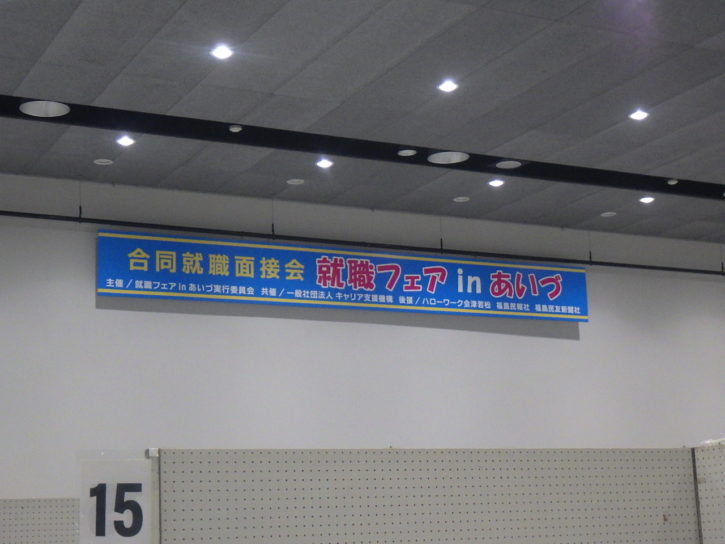 合同就職面接会 就職フェア in あいづ
主催／就職フェア in あいづ実行委員会 共催／一般社団法人 キャリア支援機構 後援／ハローワーク会津若松 福島民報社 福島民友新聞社
15